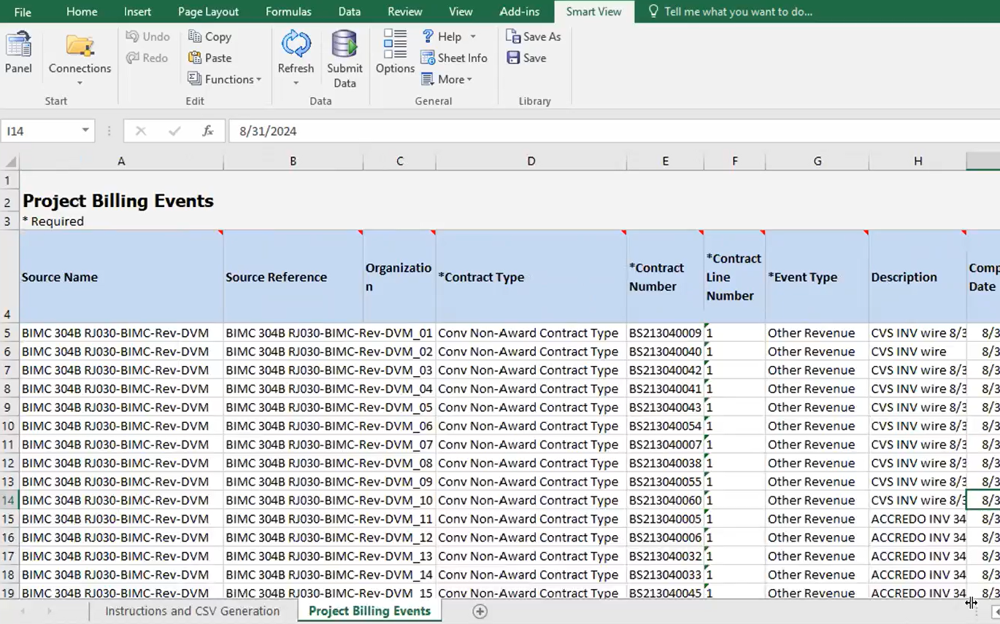 File Home Insert Page Layout Formulas Data Review View Add-ins Smart View Tell me what you want to do...
Undo Copy Help Save As
Redo Paste Sheet Info Save
Panel Connections Functions Refresh Submit Data Options More
Start Edit Data General Library
I14 fx 8/31/2024
A B C D E F G H
1
2 Project Billing Events
3 * Required
4 Source Name Source Reference Organization *Contract Type *Contract Number *Contract Line Number *Event Type Description Comp Date
5 BIMC 304B RJ030-BIMC-Rev-DVM BIMC 304B RJ030-BIMC-Rev-DVM_01 Conv Non-Award Contract Type BS213040009 1 Other Revenue CVS INV wire 8/3 8/3
6 BIMC 304B RJ030-BIMC-Rev-DVM BIMC 304B RJ030-BIMC-Rev-DVM_02 Conv Non-Award Contract Type BS213040040 1 Other Revenue CVS INV wire 8/3
7 BIMC 304B RJ030-BIMC-Rev-DVM BIMC 304B RJ030-BIMC-Rev-DVM_03 Conv Non-Award Contract Type BS213040042 1 Other Revenue CVS INV wire 8/3 8/3
8 BIMC 304B RJ030-BIMC-Rev-DVM BIMC 304B RJ030-BIMC-Rev-DVM_04 Conv Non-Award Contract Type BS213040041 1 Other Revenue CVS INV wire 8/3 8/3
9 BIMC 304B RJ030-BIMC-Rev-DVM BIMC 304B RJ030-BIMC-Rev-DVM_05 Conv Non-Award Contract Type BS213040043 1 Other Revenue CVS INV wire 8/3 8/3
10 BIMC 304B RJ030-BIMC-Rev-DVM BIMC 304B RJ030-BIMC-Rev-DVM_06 Conv Non-Award Contract Type BS213040054 1 Other Revenue CVS INV wire 8/3 8/3
11 BIMC 304B RJ030-BIMC-Rev-DVM BIMC 304B RJ030-BIMC-Rev-DVM_07 Conv Non-Award Contract Type BS213040007 1 Other Revenue CVS INV wire 8/3 8/3
12 BIMC 304B RJ030-BIMC-Rev-DVM BIMC 304B RJ030-BIMC-Rev-DVM_08 Conv Non-Award Contract Type BS213040038 1 Other Revenue CVS INV wire 8/3 8/3
13 BIMC 304B RJ030-BIMC-Rev-DVM BIMC 304B RJ030-BIMC-Rev-DVM_09 Conv Non-Award Contract Type BS213040055 1 Other Revenue CVS INV wire 8/3 8/3
14 BIMC 304B RJ030-BIMC-Rev-DVM BIMC 304B RJ030-BIMC-Rev-DVM_10 Conv Non-Award Contract Type BS213040060 1 Other Revenue CVS INV wire 8/3 8/3
15 BIMC 304B RJ030-BIMC-Rev-DVM BIMC 304B RJ030-BIMC-Rev-DVM_11 Conv Non-Award Contract Type BS213040005 1 Other Revenue ACCREDO INV 34 8/3
16 BIMC 304B RJ030-BIMC-Rev-DVM BIMC 304B RJ030-BIMC-Rev-DVM_12 Conv Non-Award Contract Type BS213040006 1 Other Revenue ACCREDO INV 34 8/3
17 BIMC 304B RJ030-BIMC-Rev-DVM BIMC 304B RJ030-BIMC-Rev-DVM_13 Conv Non-Award Contract Type BS213040032 1 Other Revenue ACCREDO INV 34 8/3
18 BIMC 304B RJ030-BIMC-Rev-DVM BIMC 304B RJ030-BIMC-Rev-DVM_14 Conv Non-Award Contract Type BS213040033 1 Other Revenue ACCREDO INV 34 8/3
19 BIMC 304B RJ030-BIMC-Rev-DVM BIMC 304B RJ030-BIMC-Rev-DVM_15 Conv Non-Award Contract Type BS213040045 1 Other Revenue ACCREDO INV 34 8/3
Instructions and CSV Generation Project Billing Events